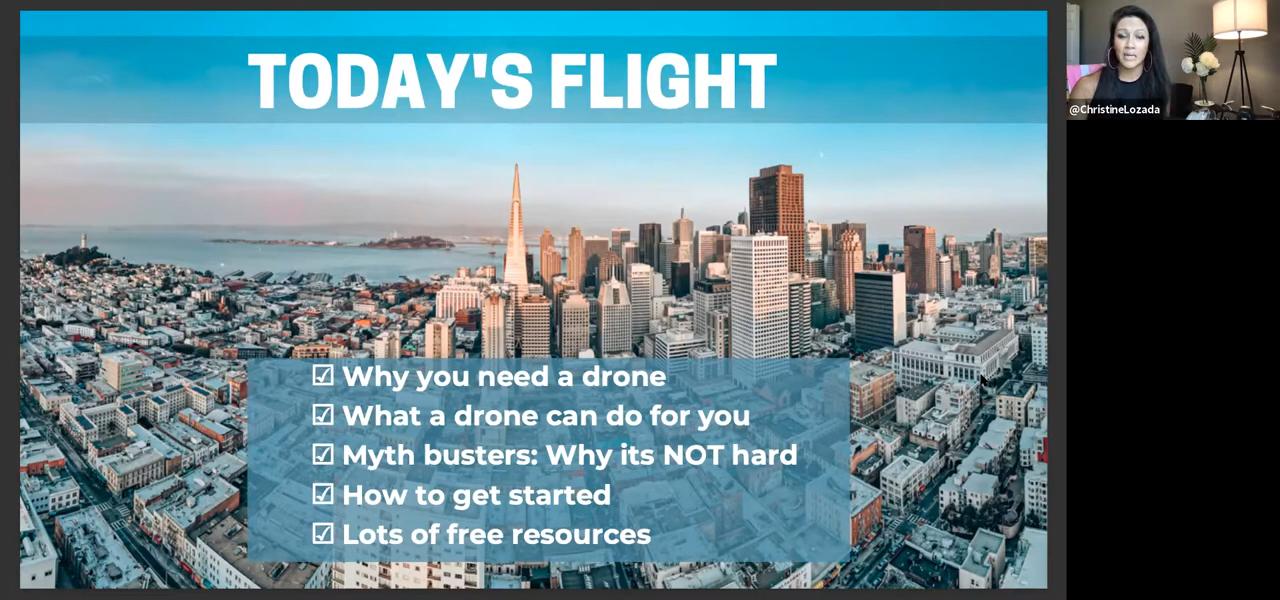 TODAY'S FLIGHT
@ChristineLozada
☑ Why you need a drone
☑ What a drone can do for you
☑ Myth busters: Why its NOT hard
☑ How to get started
☑ Lots of free resources